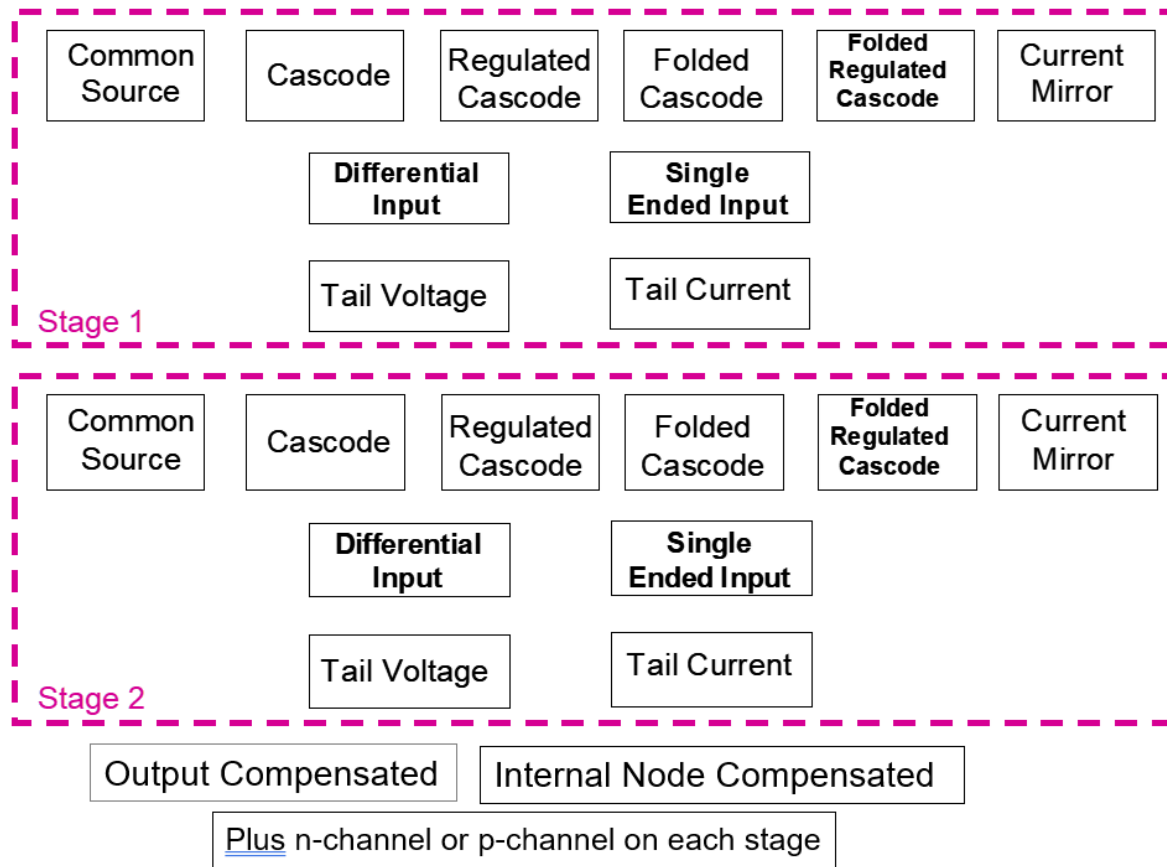 Common
Source
Cascode
Regulated
Cascode
Folded
Cascode
Folded
Regulated
Cascode
Current
Mirror
Differential
Input
Single
Ended Input
Tail Voltage
Tail Current
Stage 1
Common
Source
Cascode
Regulated
Cascode
Folded
Cascode
Folded
Regulated
Cascode
Current
Mirror
Differential
Input
Single
Ended Input
Tail Voltage
Tail Current
Stage 2
Output Compensated
Internal Node Compensated
Plus n-channel or p-channel on each stage